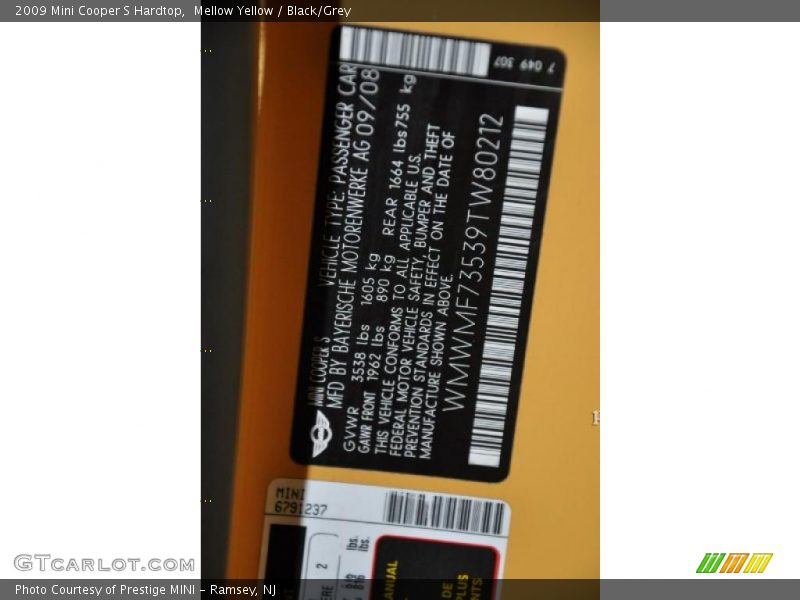 2009 Mini Cooper S Hardtop,  Mellow Yellow / Black/Grey
7 049 307
MINI COOPER S VEHICLE TYPE: PASSENGER CAR
MFD BY BAYERISCHE MOTORENWERKE AG 09/08
GVWR 3538 lbs 1605 kg
GAWR FRONT 1962 lbs 890 kg REAR 1664 lbs 755 kg
THIS VEHICLE CONFORMS TO ALL APPLICABLE U.S.
FEDERAL MOTOR VEHICLE SAFETY, BUMPER AND THEFT
PREVENTION STANDARDS IN EFFECT ON THE DATE OF
MANUFACTURE SHOWN ABOVE.
WMWMF73539TW80212
MINI
6791237
2
lbs.
lbs.
GTCARLOT.COM
Photo Courtesy of Prestige MINI - Ramsey, NJ